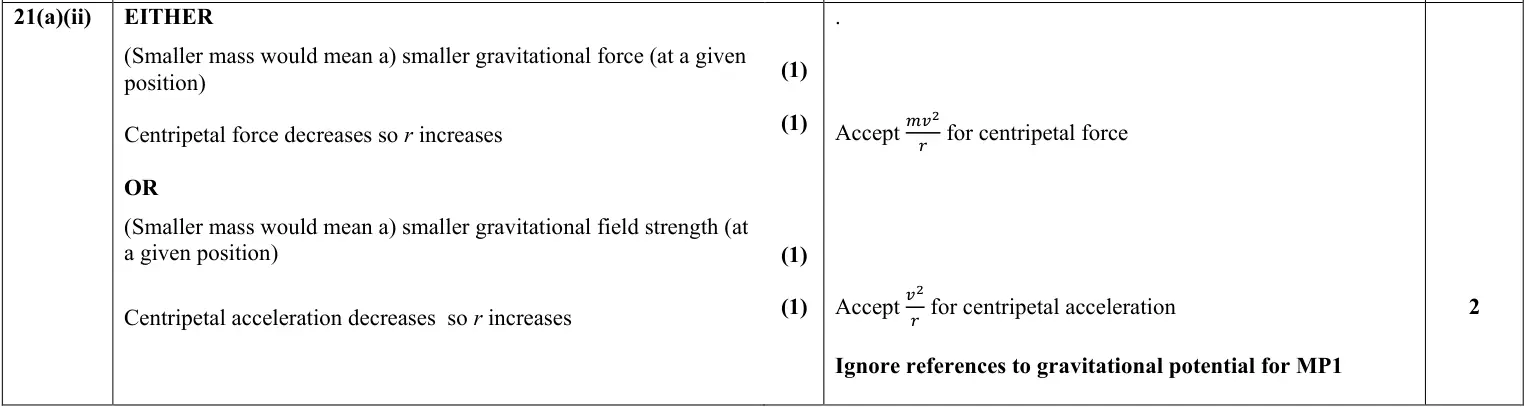 21(a)(ii) EITHER .
(Smaller mass would mean a) smaller gravitational force (at a given
position) (1)
Centripetal force decreases so r increases (1) Accept mv²/r for centripetal force
OR
(Smaller mass would mean a) smaller gravitational field strength (at
a given position) (1)
Centripetal acceleration decreases so r increases (1) Accept v²/r for centripetal acceleration 2
Ignore references to gravitational potential for MP1